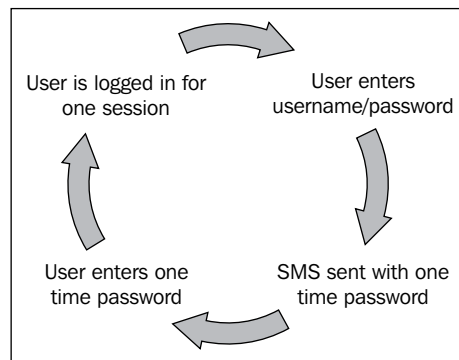 User is logged in for
one session
User enters
username/password
SMS sent with one
time password
User enters one
time password